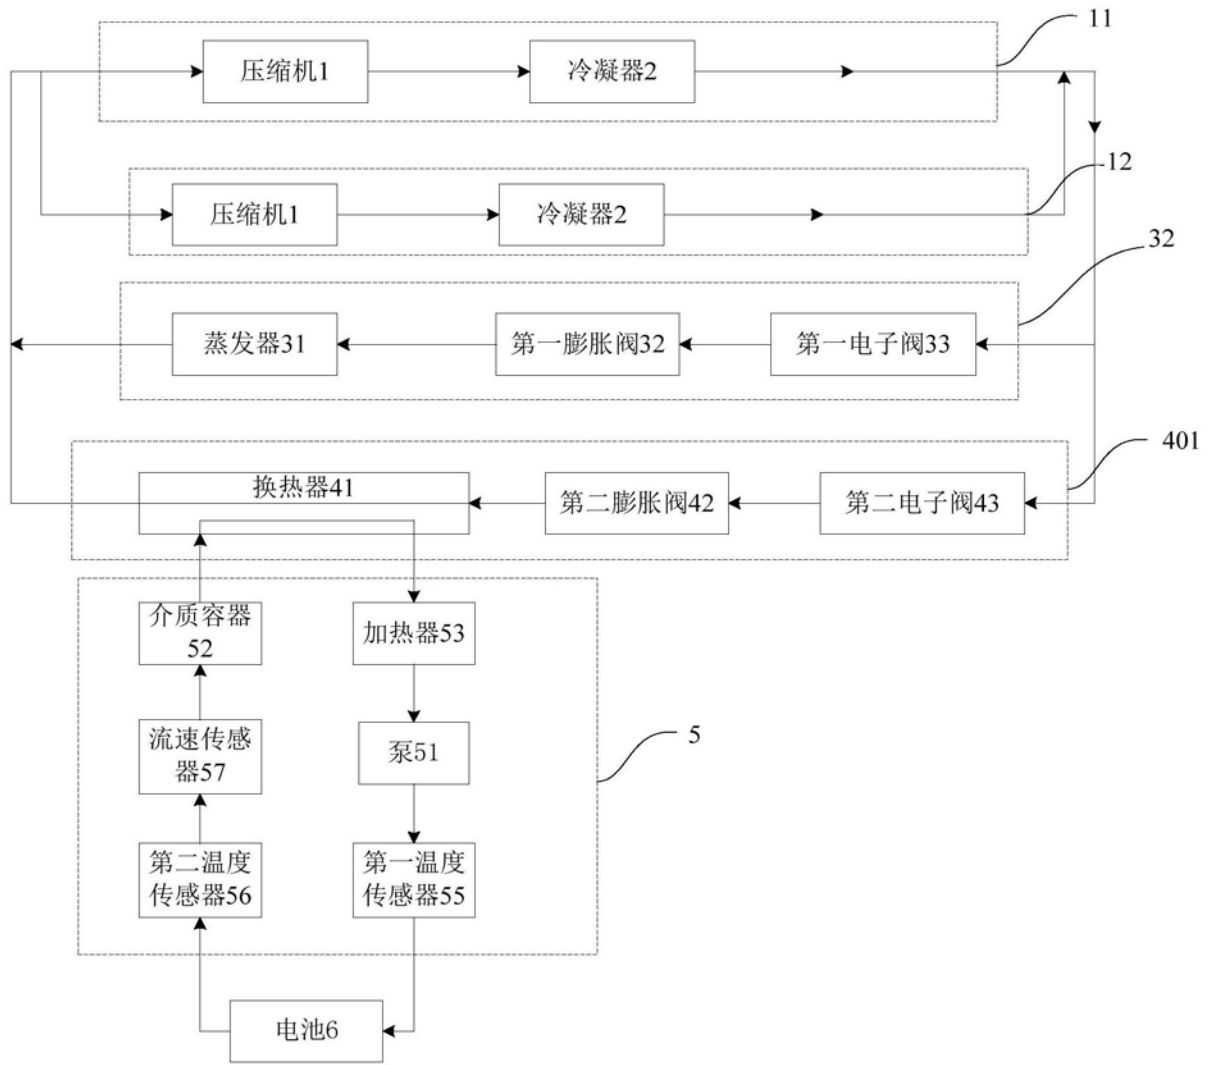 11
压缩机1
冷凝器2
12
压缩机1
冷凝器2
32
蒸发器31
第一膨胀阀32
第一电子阀33
401
换热器41
第二膨胀阀42
第二电子阀43
介质容器
52
加热器53
流速传感
器57
泵51
5
第二温度
传感器56
第一温度
传感器55
电池6